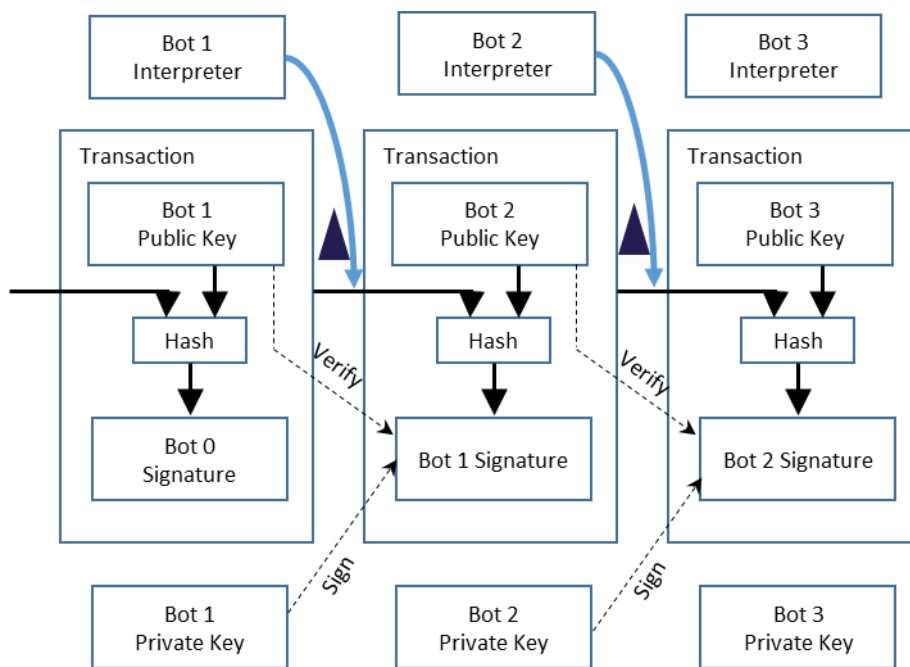 Bot 1
Interpreter
Bot 2
Interpreter
Bot 3
Interpreter
Transaction
Transaction
Transaction
Bot 1
Public Key
Bot 2
Public Key
Bot 3
Public Key
Hash
Hash
Hash
Verify
Verify
Bot 0
Signature
Bot 1 Signature
Bot 2 Signature
Sign
Sign
Bot 1
Private Key
Bot 2
Private Key
Bot 3
Private Key